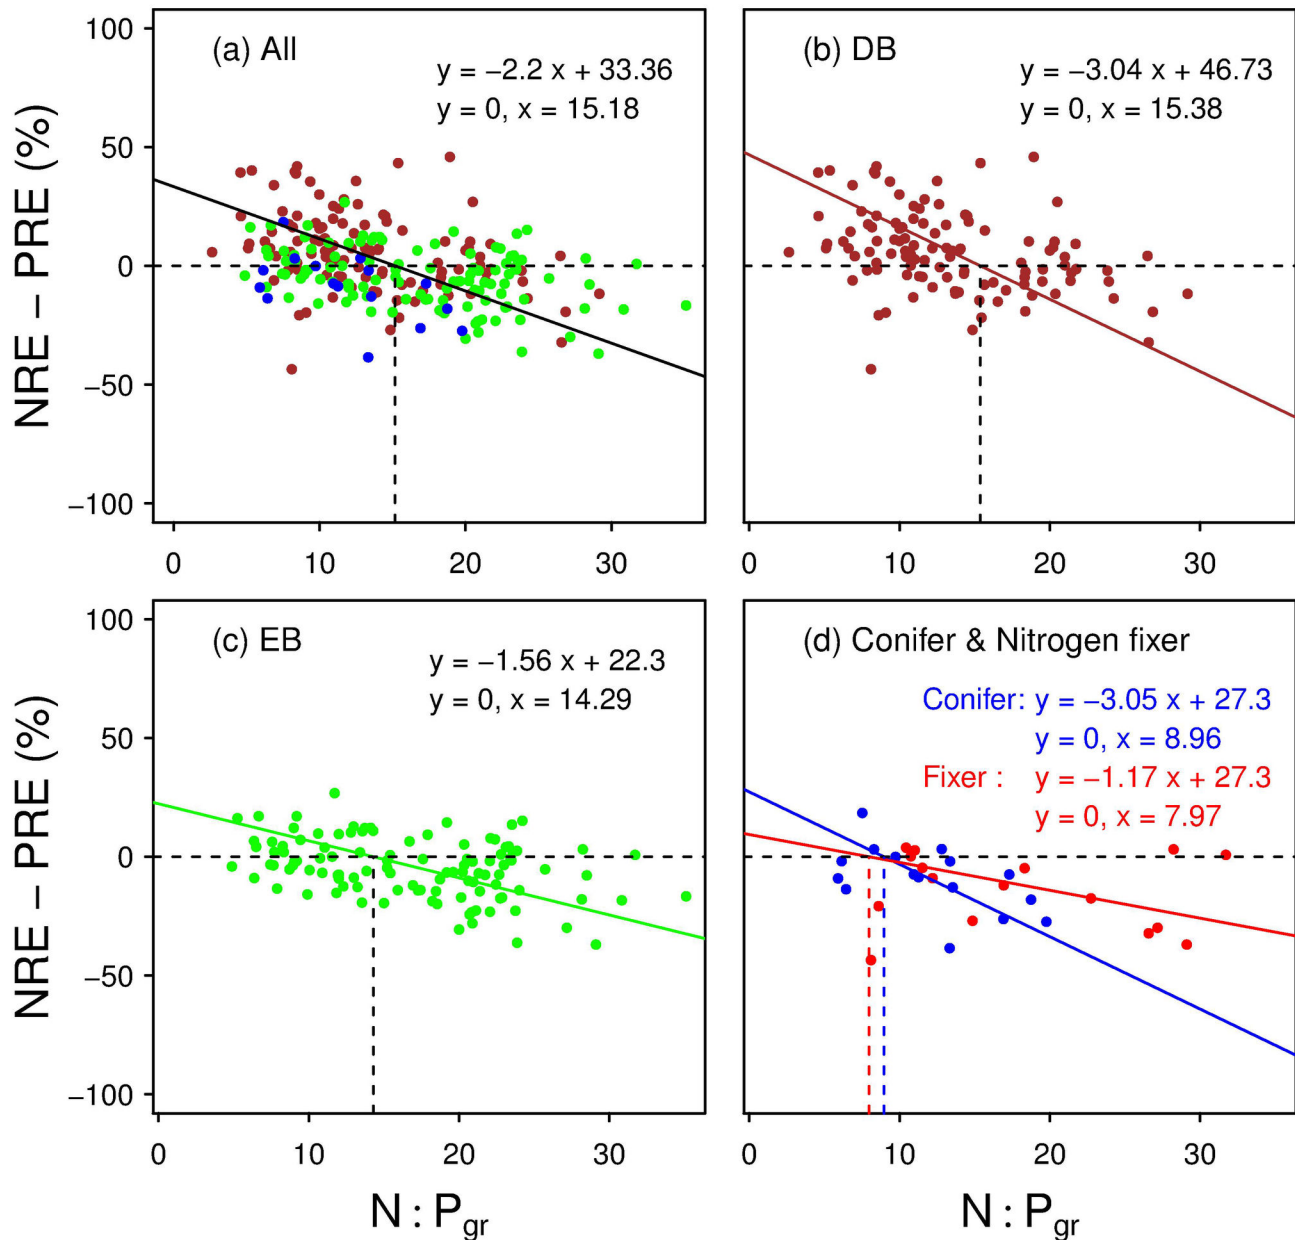 (a) All
y = −2.2 x + 33.36
y = 0, x = 15.18
100
50
0
−50
−100
NRE − PRE (%)
0
10
20
30
(b) DB
y = −3.04 x + 46.73
y = 0, x = 15.38
0
10
20
30
(c) EB
y = −1.56 x + 22.3
y = 0, x = 14.29
100
50
0
−50
−100
NRE − PRE (%)
0
10
20
30
N : Pgr
(d) Conifer & Nitrogen fixer
Conifer: y = −3.05 x + 27.3
y = 0, x = 8.96
Fixer : y = −1.17 x + 27.3
y = 0, x = 7.97
0
10
20
30
N : Pgr